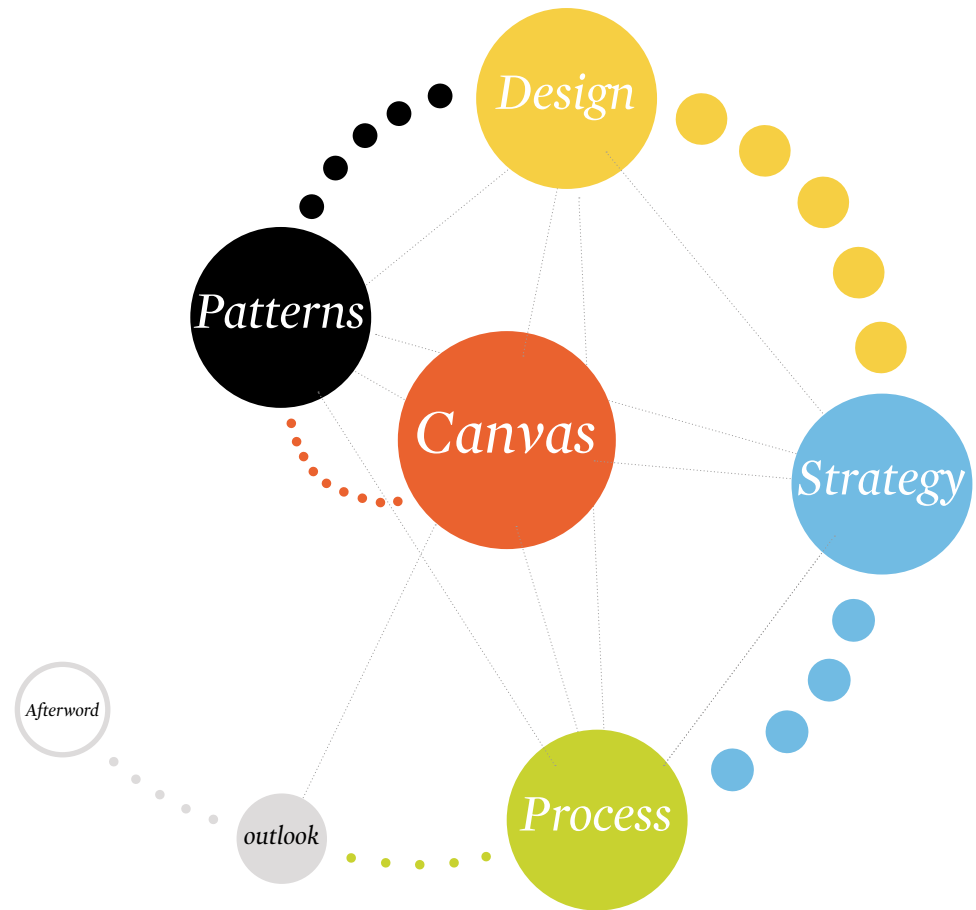 Design
Patterns
Canvas
Strategy
Afterword
Process
outlook